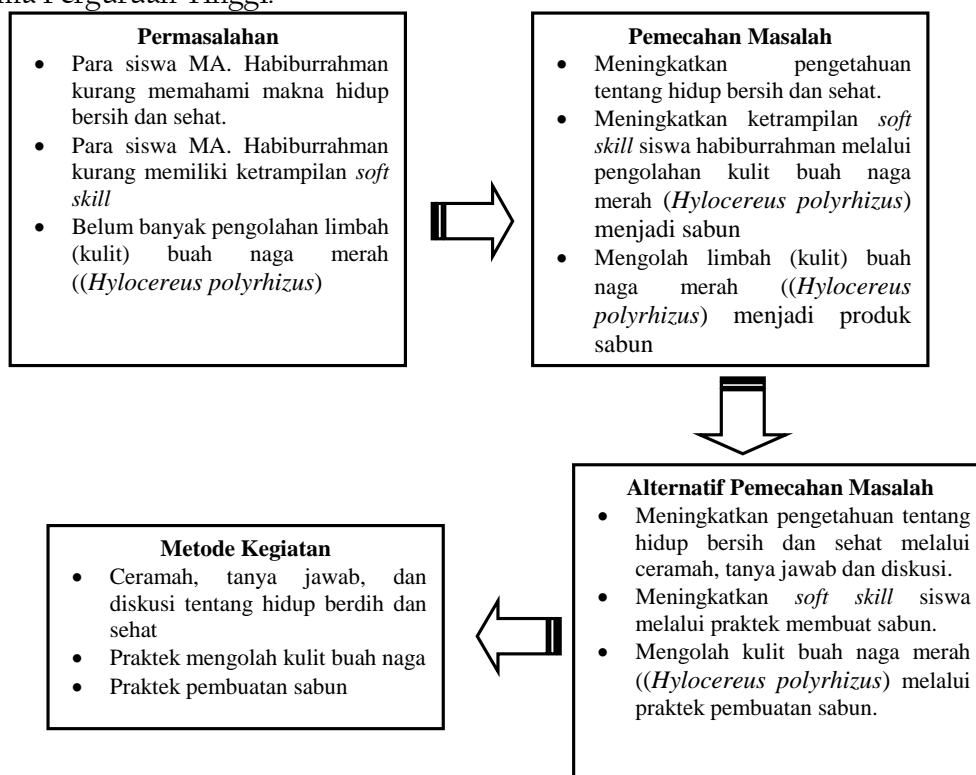 Perguruan Tinggi.
Permasalahan
• Para siswa MA. Habiburrahman
kurang memahami makna hidup
bersih dan sehat.
• Para siswa MA. Habiburrahman
kurang memiliki ketrampilan soft
skill
• Belum banyak pengolahan limbah
(kulit) buah naga merah
((Hylocereus polyrhizus)
Pemecahan Masalah
• Meningkatkan pengetahuan
tentang hidup bersih dan sehat.
• Meningkatkan ketrampilan soft
skill siswa habiburrahman melalui
pengolahan kulit buah naga
merah (Hylocereus polyrhizus)
menjadi sabun
• Mengolah limbah (kulit) buah
naga merah ((Hylocereus
polyrhizus) menjadi produk
sabun
Alternatif Pemecahan Masalah
• Meningkatkan pengetahuan tentang
hidup bersih dan sehat melalui
ceramah, tanya jawab dan diskusi.
• Meningkatkan soft skill siswa
melalui praktek membuat sabun.
• Mengolah kulit buah naga merah
((Hylocereus polyrhizus) melalui
praktek pembuatan sabun.
Metode Kegiatan
• Ceramah, tanya jawab, dan
diskusi tentang hidup berdih dan
sehat
• Praktek mengolah kulit buah naga
• Praktek pembuatan sabun